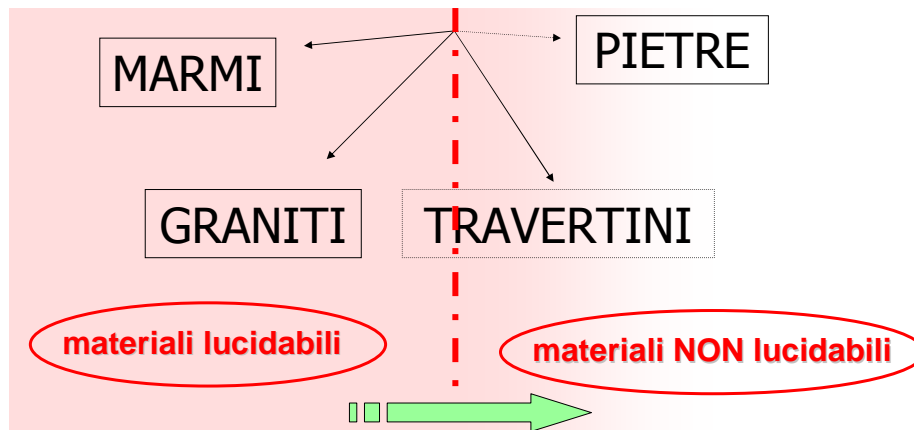 MARMI
PIETRE
GRANITI
TRAVERTINI
materiali lucidabili
materiali NON lucidabili